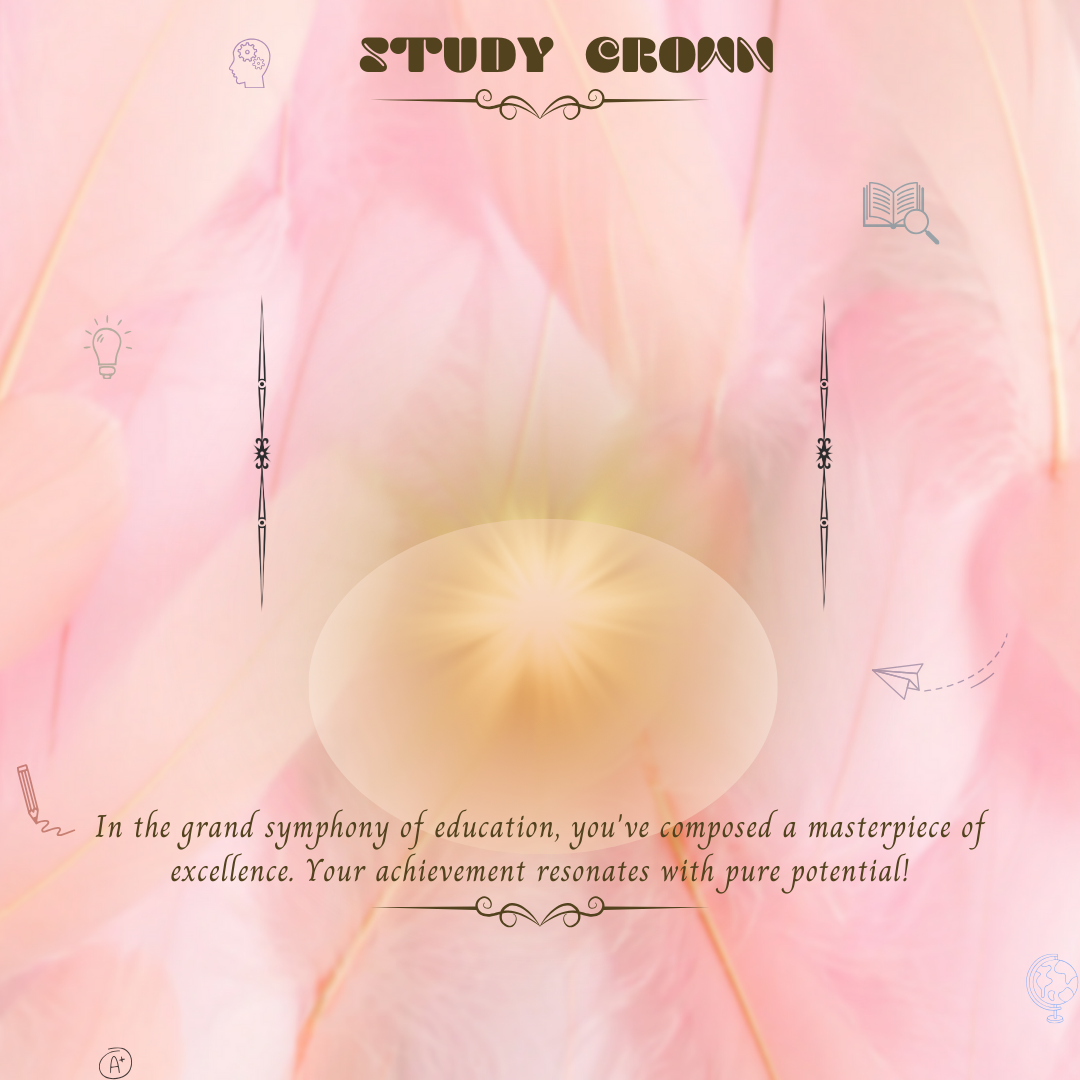 STUDY CROWN
In the grand symphony of education, you've composed a masterpiece of
excellence. Your achievement resonates with pure potential!
A+